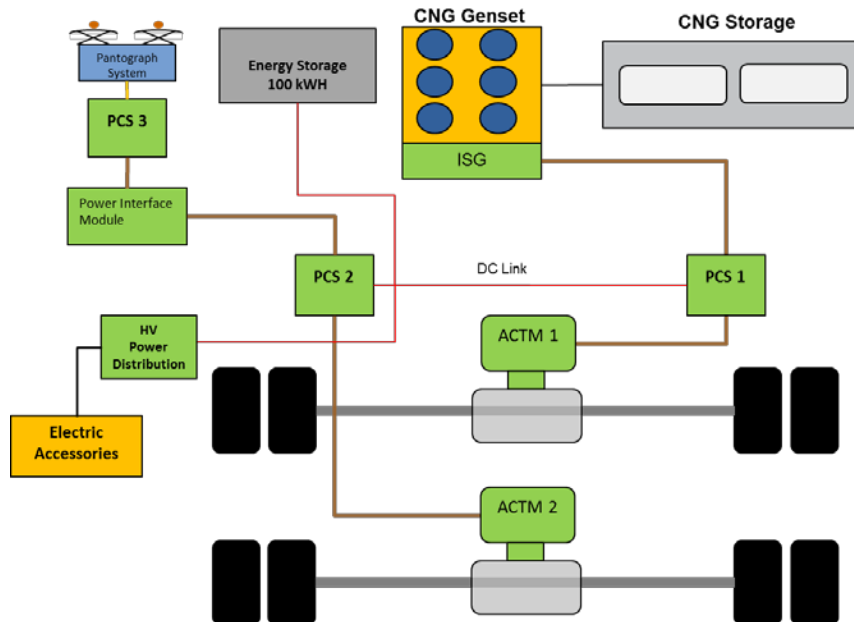 CNG Genset
CNG Storage
Pantograph
System
Energy Storage
100 kWH
PCS 3
ISG
Power Interface
Module
PCS 2
DC Link
PCS 1
HV
Power
Distribution
ACTM 1
Electric
Accessories
ACTM 2